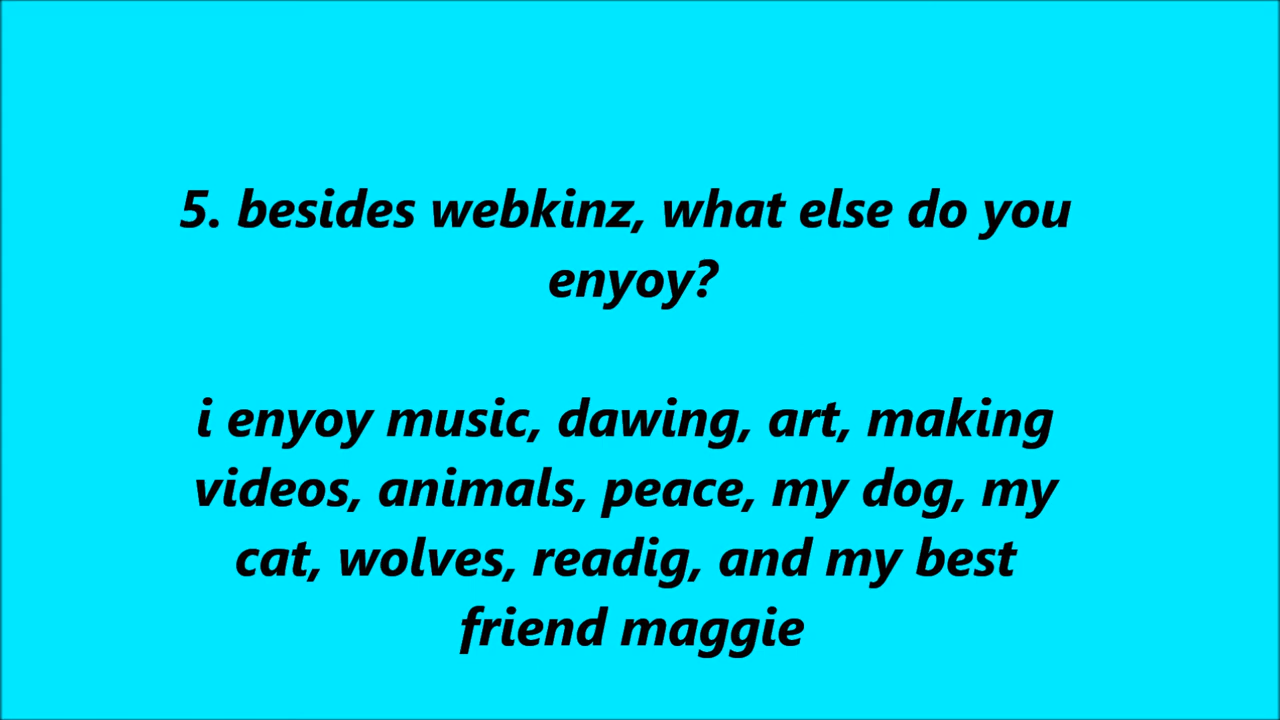 5. besides webkinz, what else do you
enyoy?
i enyoy music, dawing, art, making
videos, animals, peace, my dog, my
cat, wolves, readig, and my best
friend maggie